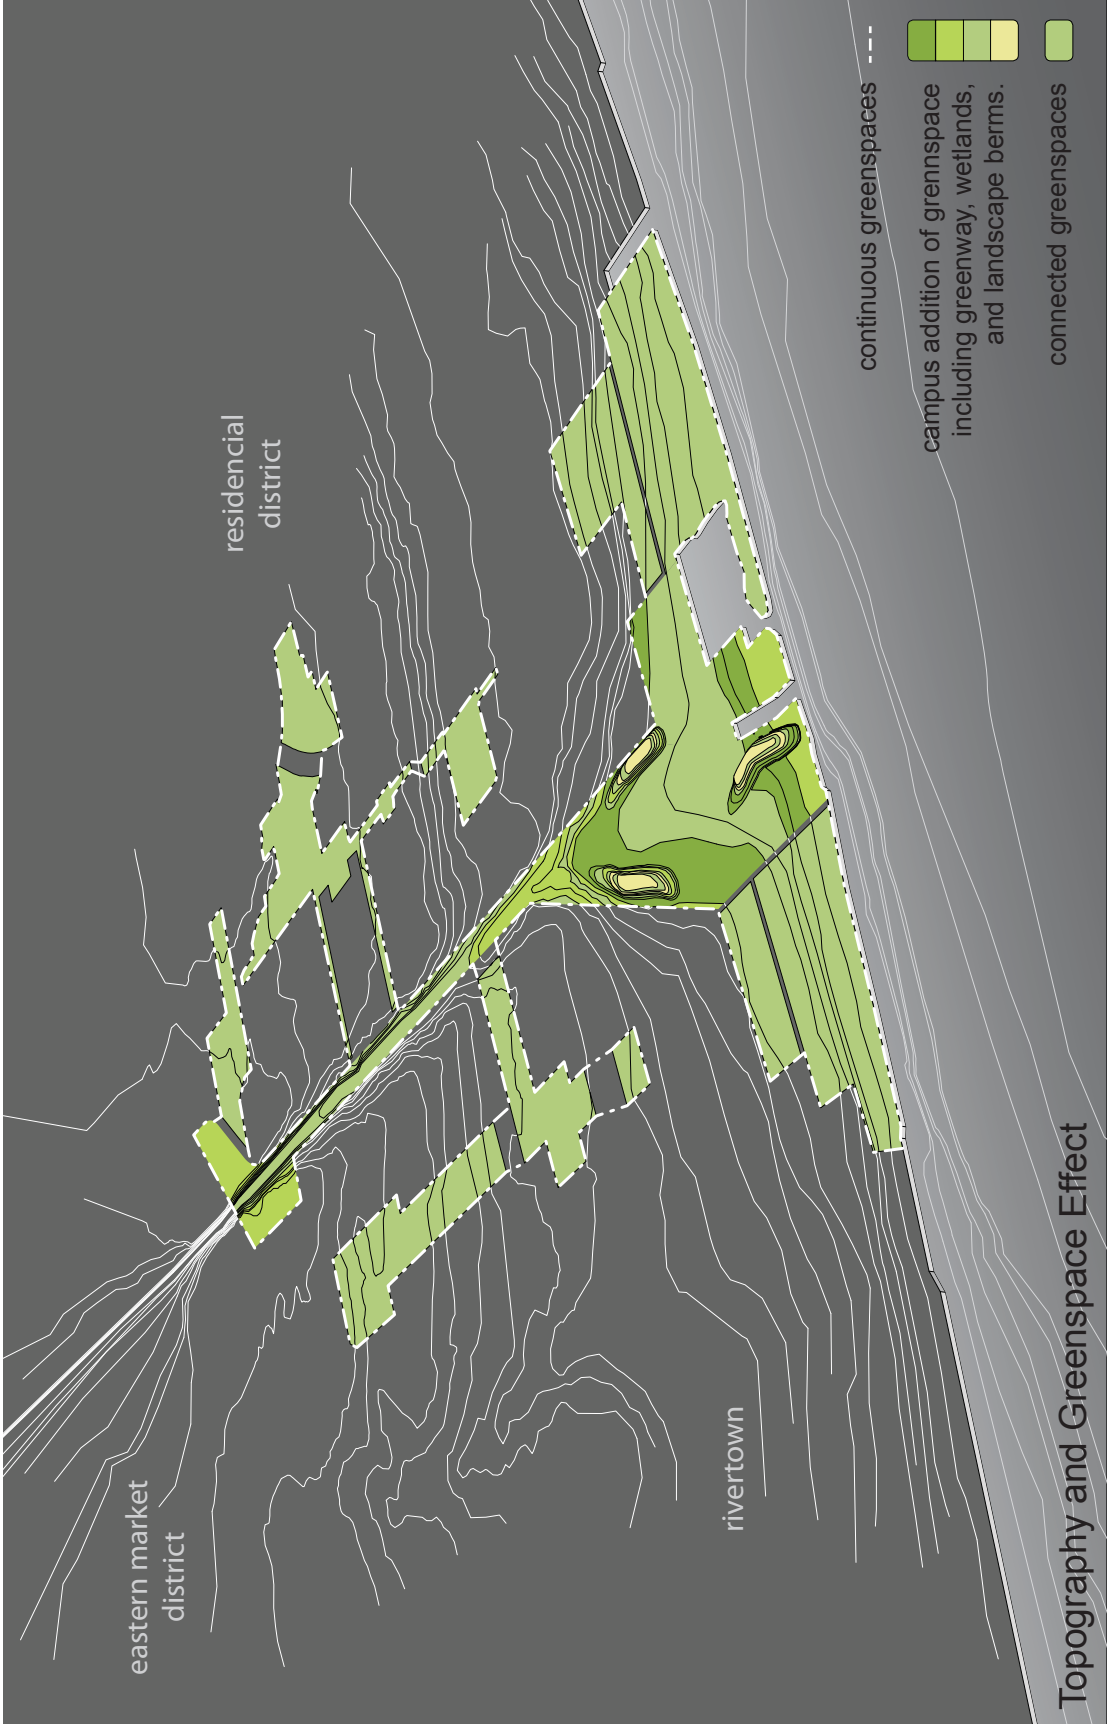 eastern market
district
residencial
district
rivertown
continuous greenspaces
campus addition of grennspace
including greenway, wetlands,
and landscape berms.
connected greenspaces
Topography and Greenspace Effect